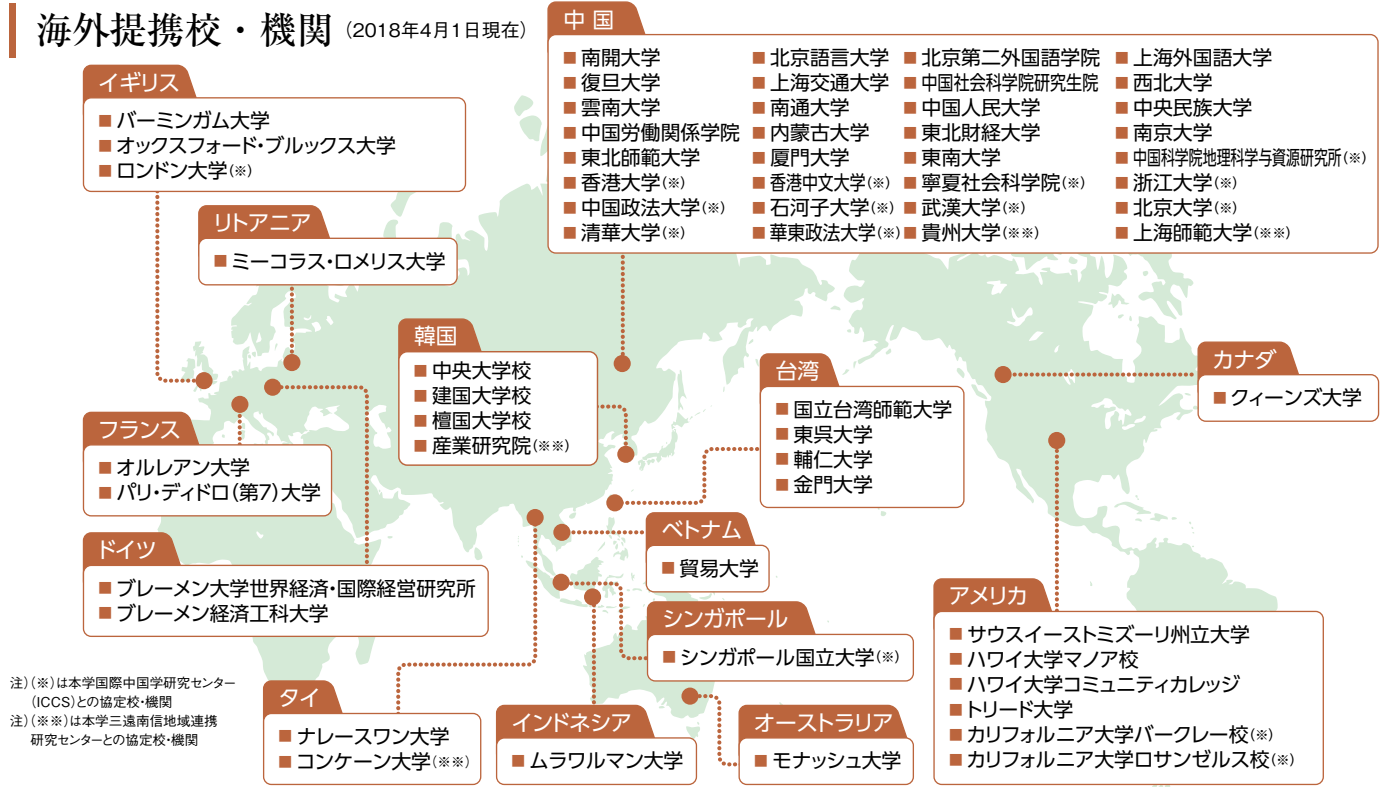 海外提携校・機関（2018年4月1日現在）
中国
■ 南開大学 ■ 北京語言大学 ■ 北京第二外国語学院 ■ 上海外国語大学
■ 復旦大学 ■ 上海交通大学 ■ 中国社会科学院研究生院 ■ 西北大学
■ 雲南大学 ■ 南通大学 ■ 中国人民大学 ■ 中央民族大学
■ 中国労働関係学院 ■ 内蒙古大学 ■ 東北財経大学 ■ 南京大学
■ 東北師範大学 ■ 厦門大学 ■ 東南大学 ■ 中国科学院地理科学与資源研究所（※）
■ 香港大学（※） ■ 香港中文大学（※） ■ 寧夏社会科学院（※） ■ 浙江大学（※）
■ 中国政法大学（※） ■ 石河子大学（※） ■ 武漢大学（※） ■ 北京大学（※）
■ 清華大学（※） ■ 華東政法大学（※） ■ 貴州大学（※※） ■ 上海師範大学（※※）
イギリス
■ バーミンガム大学
■ オックスフォード・ブルックス大学
■ ロンドン大学（※）
リトアニア
■ ミーコラス・ロメリス大学
韓国
■ 中央大学校
■ 建国大学校
■ 檀国大学校
■ 産業研究院（※※）
台湾
■ 国立台湾師範大学
■ 東呉大学
■ 輔仁大学
■ 金門大学
カナダ
■ クィーンズ大学
フランス
■ オルレアン大学
■ パリ・ディドロ（第7）大学
ドイツ
■ ブレーメン大学世界経済・国際経営研究所
■ ブレーメン経済工科大学
ベトナム
■ 貿易大学
シンガポール
■ シンガポール国立大学（※）
アメリカ
■ サウスイーストミズーリ州立大学
■ ハワイ大学マノア校
■ ハワイ大学コミュニティカレッジ
■ トリード大学
■ カリフォルニア大学バークレー校（※）
■ カリフォルニア大学ロサンゼルス校（※）
タイ
■ ナレースワン大学
■ コンケーン大学（※※）
インドネシア
■ ムラワルマン大学
オーストラリア
■ モナッシュ大学
注）（※）は本学国際中国学研究センター
（ICCS）との協定校・機関
注）（※※）は本学三遠南信地域連携
研究センターとの協定校・機関